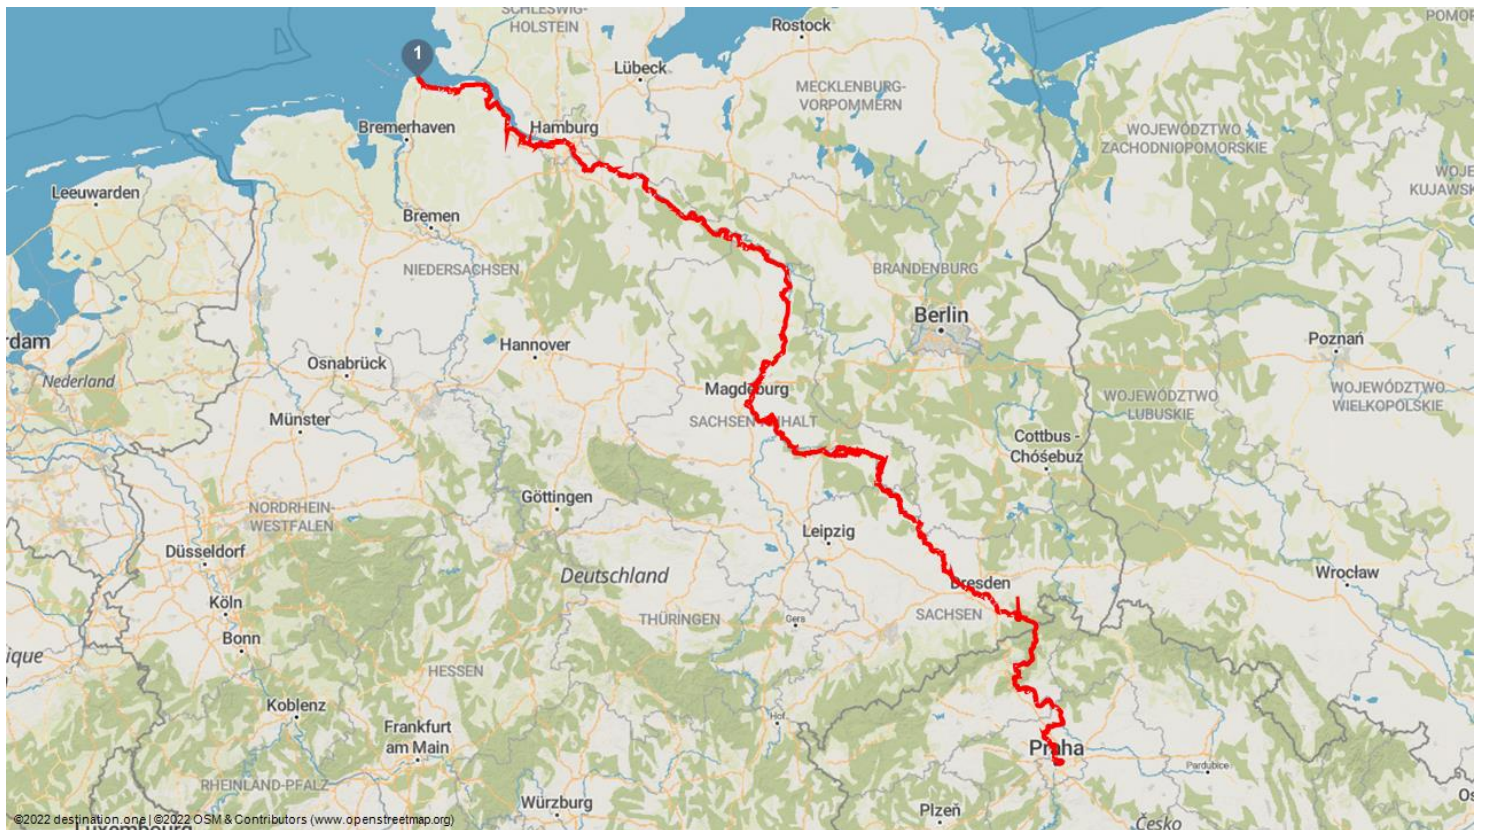 SCHLESWIG-
HOLSTEIN
POMOR
Rostock
1
Lübeck
MECKLENBURG-
VORPOMMERN
Bremerhaven
Hamburg
WOJEWÓDZTWO
ZACHODNIOPOMORSKIE
WOJE
KUJAWSK
Leeuwarden
Bremen
NIEDERSACHSEN
BRANDENBURG
Berlin
rdam
Hannover
Poznań
Osnabrück
Nederland
Magdeburg
WOJEWÓDZTWO
LUBUSKIE
WOJEWÓDZTWO
WIELKOPOLSKIE
Münster
SACHSEN-ANHALT
Cottbus -
Chóśebuz
Göttingen
NORDRHEIN-
WESTFALEN
Leipzig
Düsseldorf
Deutschland
Dresden
Wrocław
Köln
THÜRINGEN
Gera
SACHSEN
Bonn
ique
HESSEN
Koblenz
Hof
Frankfurt
am Main
Praha
Pardubice
RHEINLAND-PFALZ
Os
Würzburg
Plzeň
©2022 destination.one | ©2022 OSM & Contributors (www.openstreetmap.org)
Luxembourg
Česko